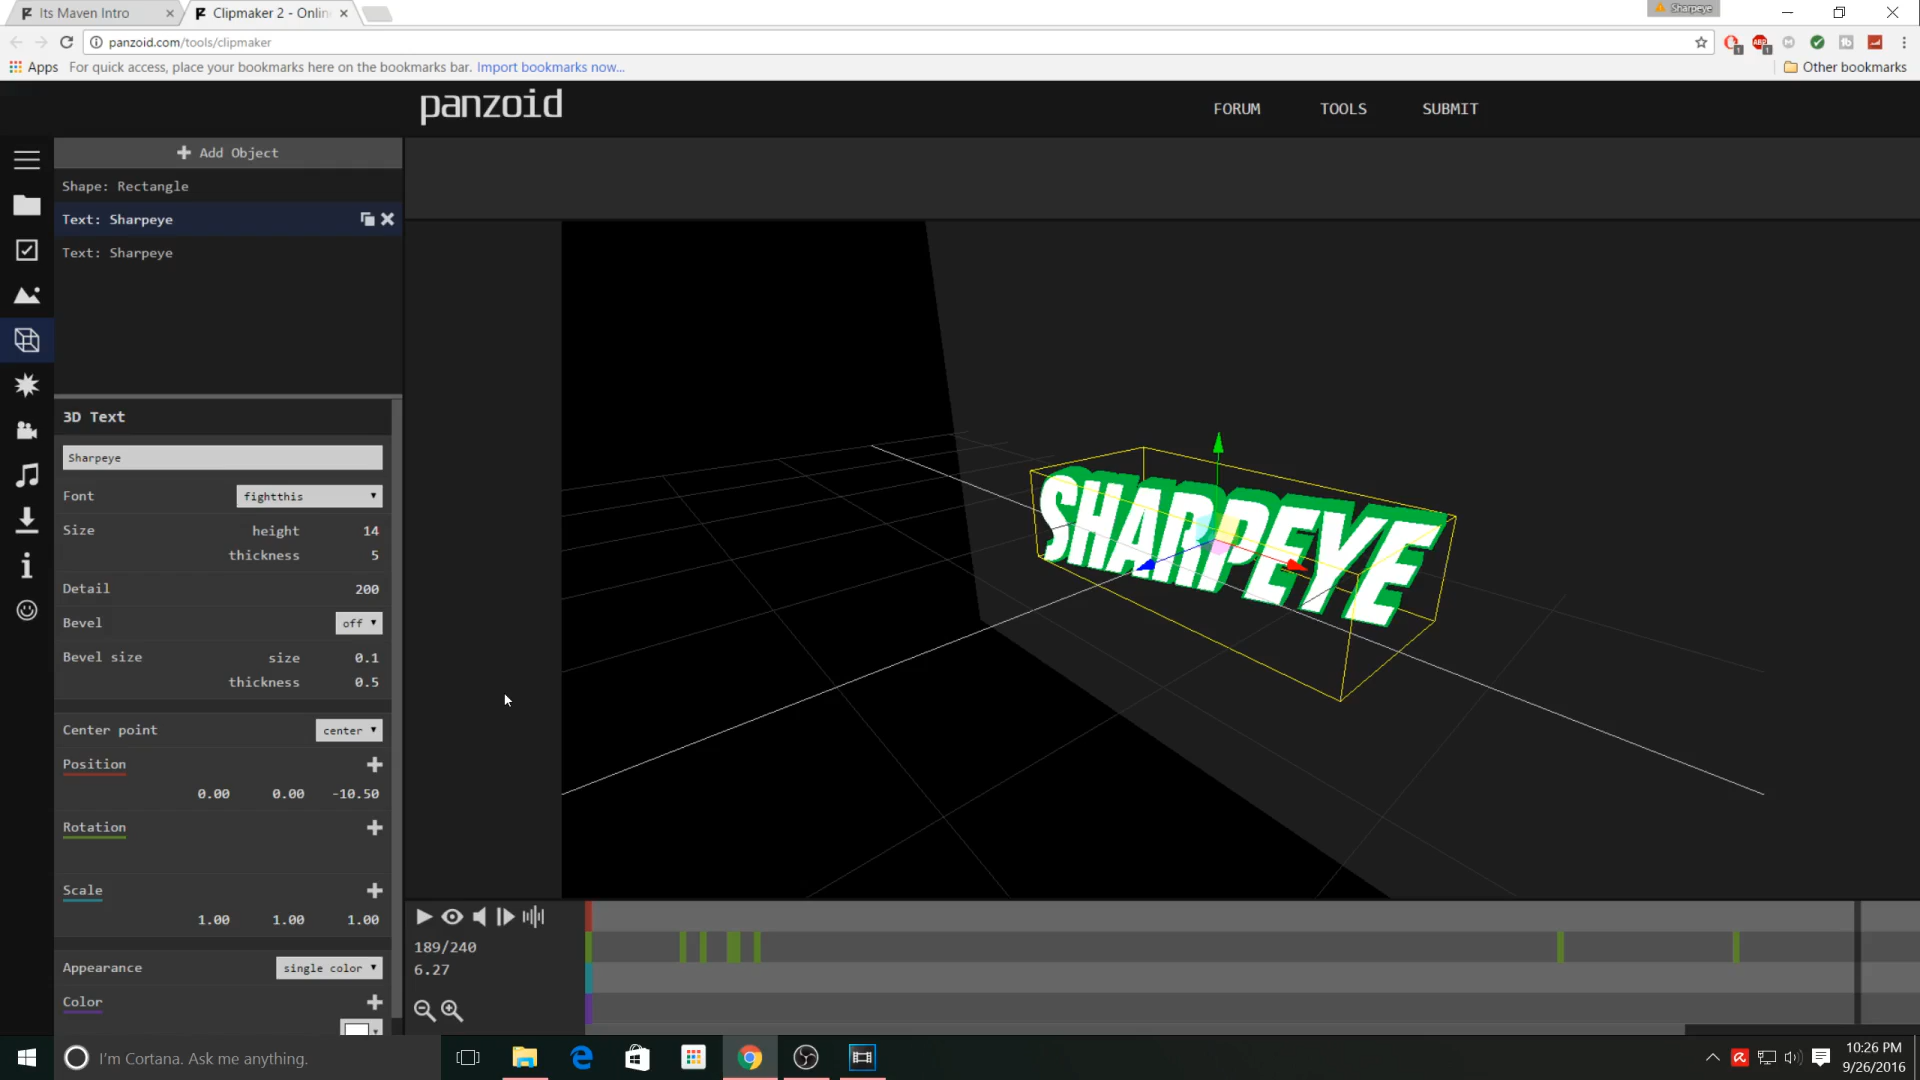 Its Maven Intro
Clipmaker 2 - Onlin
Sharpeye
panzoid.com/tools/clipmaker
1
ABP
1
Apps For quick access, place your bookmarks here on the bookmarks bar. Import bookmarks now...
Other bookmarks
panzoid
FORUM
TOOLS
SUBMIT
Add Object
Shape: Rectangle
Text: Sharpeye
Text: Sharpeye
3D Text
Sharpeye
Font fightthis
Size height 14
thickness 5
Detail 200
Bevel off
Bevel size size 0.1
thickness 0.5
Center point center
Position
0.00 0.00 -10.50
Rotation
Scale
1.00 1.00 1.00
Appearance single color
Color
SHARPEYE
189/240
6.27
I'm Cortana. Ask me anything.
10:26 PM
9/26/2016